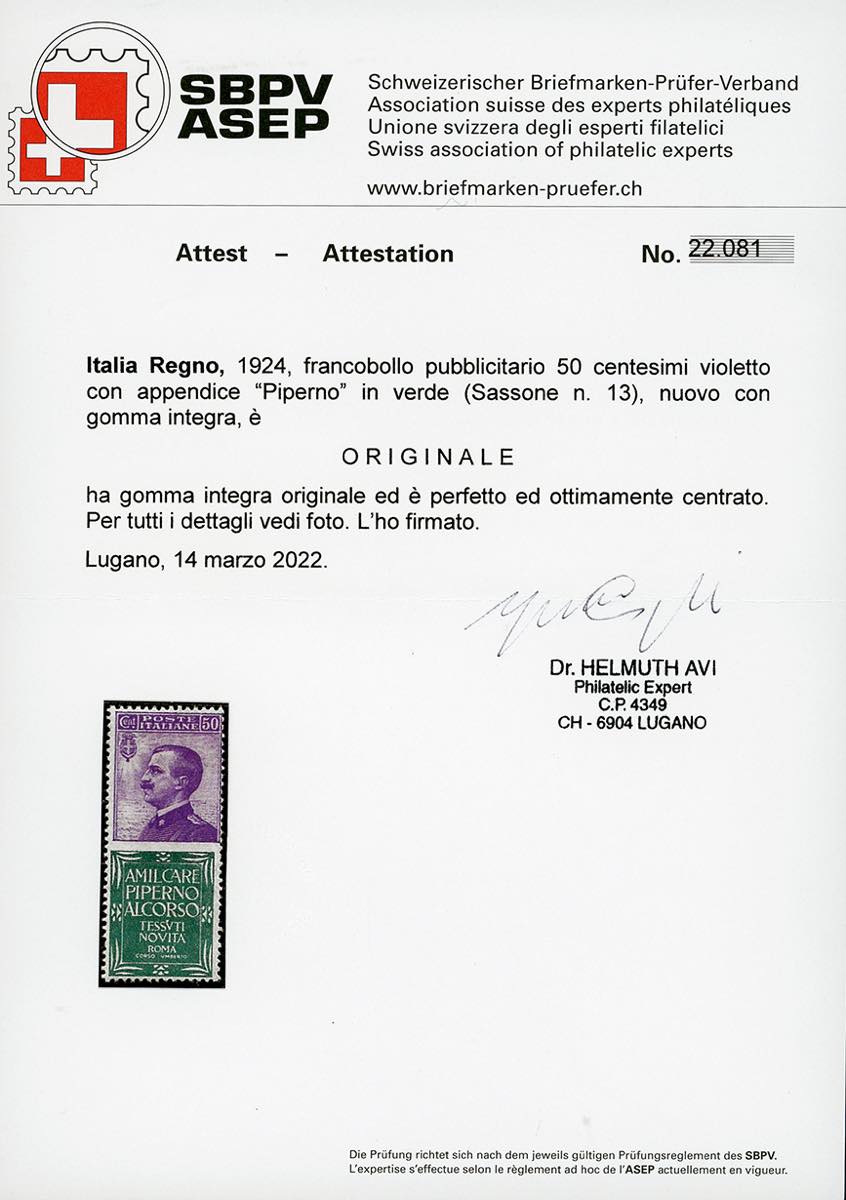 SBPV
ASEP
Schweizerischer Briefmarken-Prüfer-Verband
Association suisse des experts philatéliques
Unione svizzera degli esperti filatelici
Swiss association of philatelic experts
www.briefmarken-pruefer.ch
Attest – Attestation No. 22.081
Italia Regno, 1924, francobollo pubblicitario 50 centesimi violetto
con appendice “Piperno” in verde (Sassone n. 13), nuovo con
gomma integra, è
ORIGINALE
ha gomma integra originale ed è perfetto ed ottimamente centrato.
Per tutti i dettagli vedi foto. L’ho firmato.
Lugano, 14 marzo 2022.
Dr. HELMUTH AVI
Philatelic Expert
C.P. 4349
CH - 6904 LUGANO
Cent. POSTE ITALIANE 50
AMILCARE
PIPERNO
ALCORSO
TESSVTI
NOVITA
ROMA
CORSO UMBERTO
Die Prüfung richtet sich nach dem jeweils gültigen Prüfungsreglement des SBPV.
L’expertise s’effectue selon le règlement ad hoc de l’ASEP actuellement en vigueur.